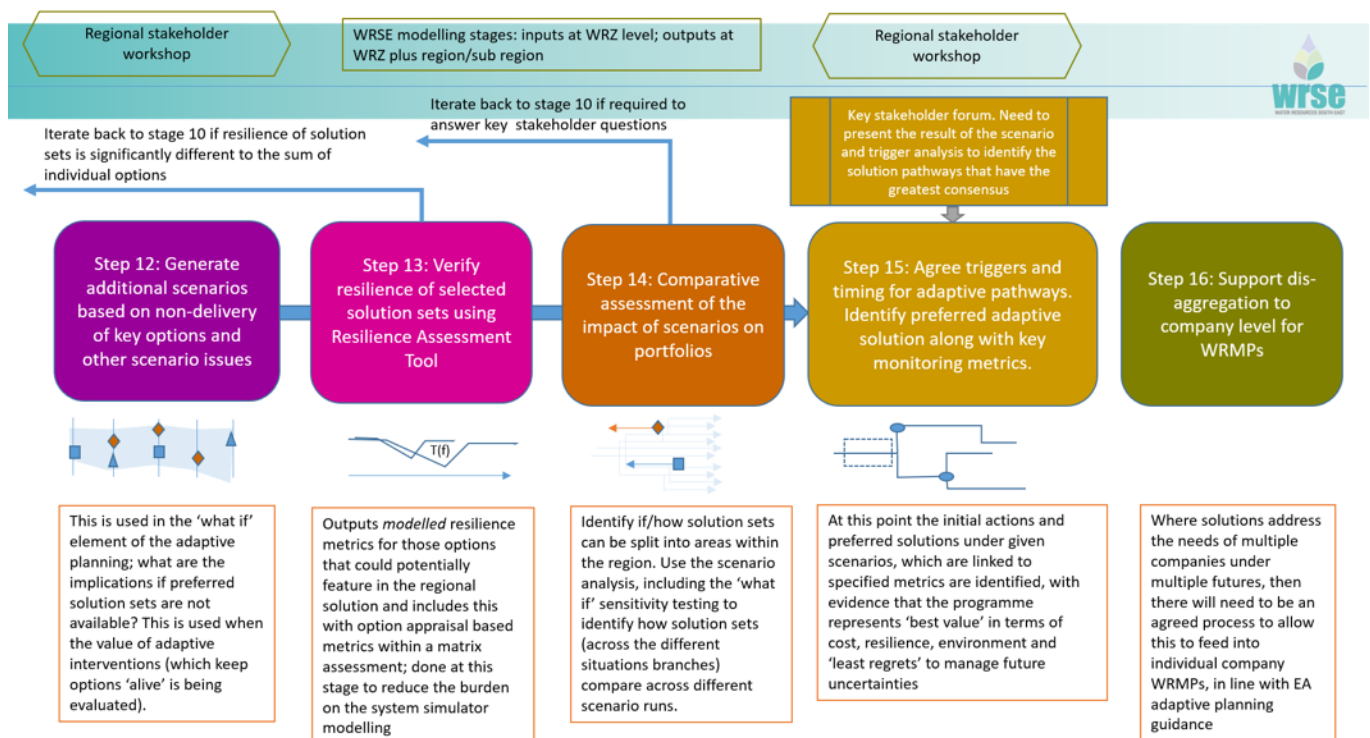 Regional stakeholder
workshop
WRSE modelling stages: inputs at WRZ level; outputs at
WRZ plus region/sub region
Regional stakeholder
workshop
wrse
WATER RESOURCES SOUTH EAST
Iterate back to stage 10 if resilience of solution
sets is significantly different to the sum of
individual options
Iterate back to stage 10 if required to
answer key stakeholder questions
Key stakeholder forum. Need to
present the result of the scenario
and trigger analysis to identify the
solution pathways that have the
greatest consensus
Step 12: Generate
additional scenarios
based on non-delivery
of key options and
other scenario issues
Step 13: Verify
resilience of selected
solution sets using
Resilience Assessment
Tool
Step 14: Comparative
assessment of the
impact of scenarios on
portfolios
Step 15: Agree triggers and
timing for adaptive pathways.
Identify preferred adaptive
solution along with key
monitoring metrics.
Step 16: Support dis-
aggregation to
company level for
WRMPs
T(f)
This is used in the ‘what if’
element of the adaptive
planning; what are the
implications if preferred
solution sets are not
available? This is used when
the value of adaptive
interventions (which keep
options ‘alive’ is being
evaluated).
Outputs modelled resilience
metrics for those options
that could potentially
feature in the regional
solution and includes this
with option appraisal based
metrics within a matrix
assessment; done at this
stage to reduce the burden
on the system simulator
modelling
Identify if/how solution sets
can be split into areas within
the region. Use the scenario
analysis, including the ‘what
if’ sensitivity testing to
identify how solution sets
(across the different
situations branches)
compare across different
scenario runs.
At this point the initial actions and
preferred solutions under given
scenarios, which are linked to
specified metrics are identified, with
evidence that the programme
represents ‘best value’ in terms of
cost, resilience, environment and
‘least regrets’ to manage future
uncertainties
Where solutions address
the needs of multiple
companies under
multiple futures, then
there will need to be an
agreed process to allow
this to feed into
individual company
WRMPs, in line with EA
adaptive planning
guidance